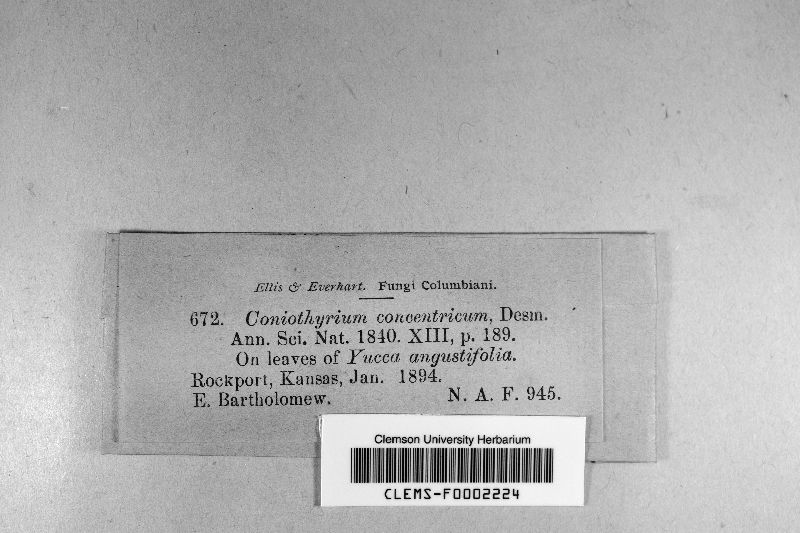 Ellis & Everhart. Fungi Columbiani.
672. Coniothyrium concentricum, Desm.
Ann. Sci. Nat. 1840. XIII, p. 189.
On leaves of Yucca angustifolia.
Rockport, Kansas, Jan. 1894.
E. Bartholomew. N. A. F. 945.
Clemson University Herbarium
CLEMS-F0002224